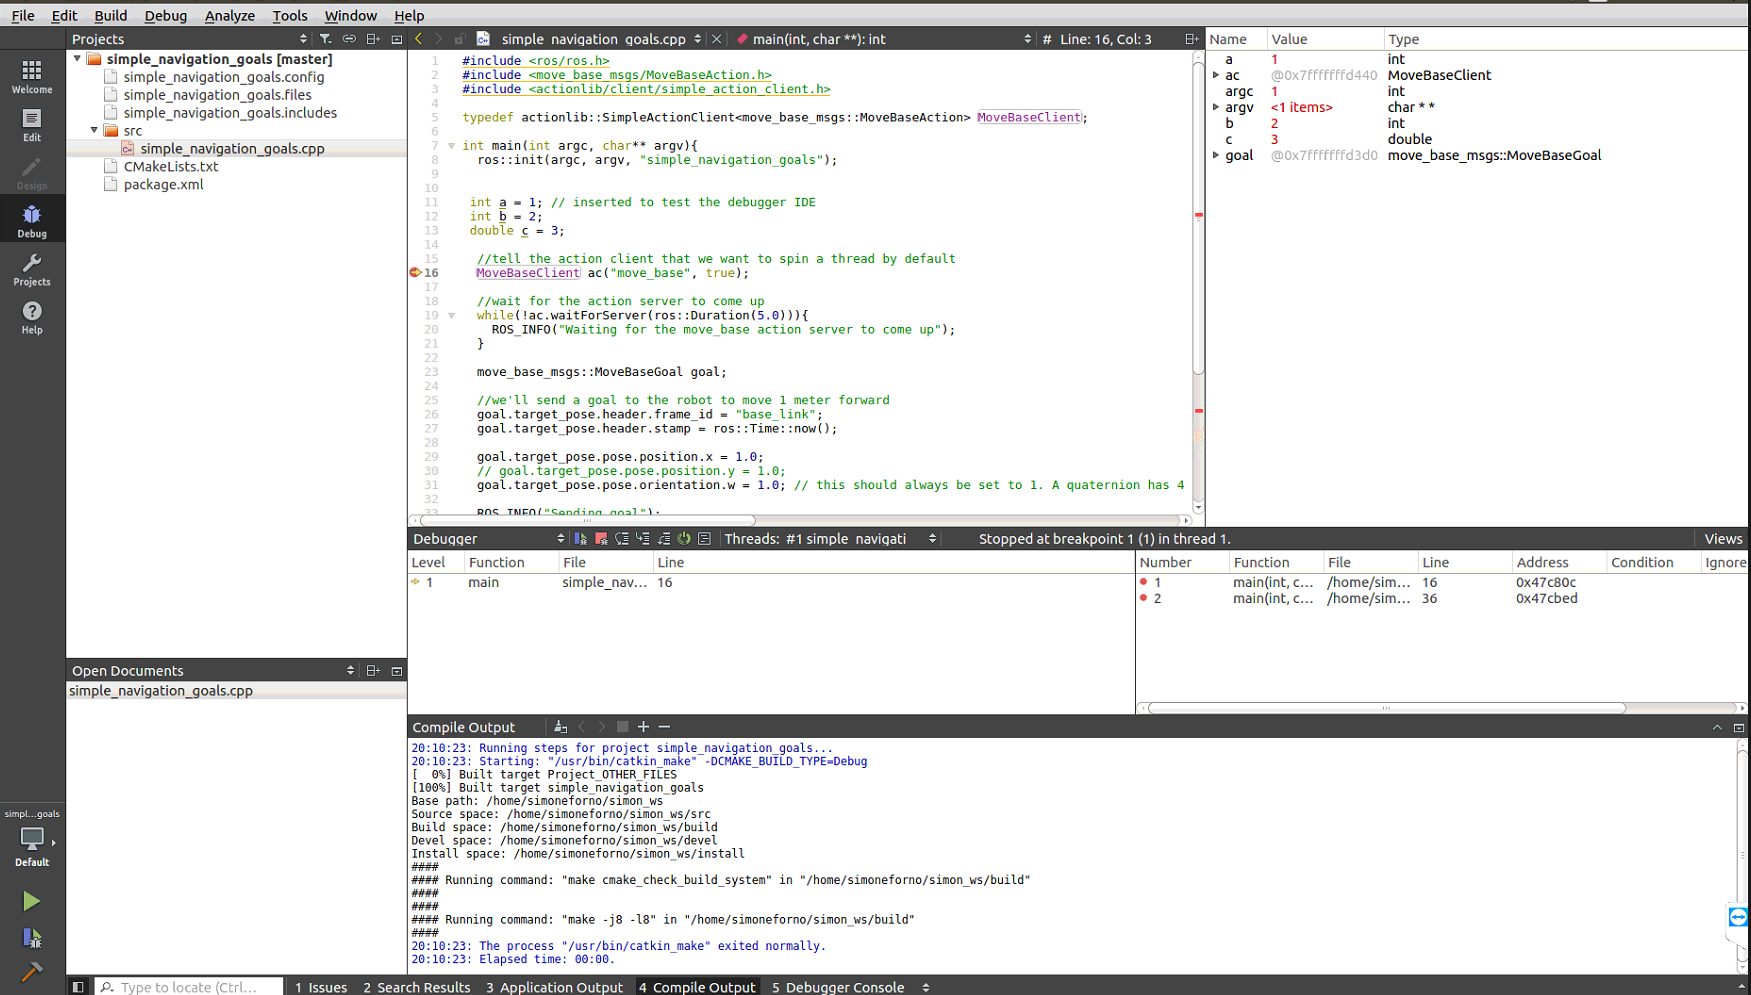 File Edit Build Debug Analyze Tools Window Help
Projects
simple_navigation_goals.cpp
main(int, char **): int
# Line: 16, Col: 3
Name Value Type
Welcome
Edit
Design
Debug
Projects
Help
simple_navigation_goals [master]
simple_navigation_goals.config
simple_navigation_goals.files
simple_navigation_goals.includes
src
simple_navigation_goals.cpp
CMakeLists.txt
package.xml
1 #include <ros/ros.h>
2 #include <move_base_msgs/MoveBaseAction.h>
3 #include <actionlib/client/simple_action_client.h>
4
5 typedef actionlib::SimpleActionClient<move_base_msgs::MoveBaseAction> MoveBaseClient;
6
7 int main(int argc, char** argv){
8 ros::init(argc, argv, "simple_navigation_goals");
9
10
11 int a = 1; // inserted to test the debugger IDE
12 int b = 2;
13 double c = 3;
14
15 //tell the action client that we want to spin a thread by default
16 MoveBaseClient ac("move_base", true);
17
18 //wait for the action server to come up
19 while(!ac.waitForServer(ros::Duration(5.0))){
20 ROS_INFO("Waiting for the move_base action server to come up");
21 }
22
23 move_base_msgs::MoveBaseGoal goal;
24
25 //we'll send a goal to the robot to move 1 meter forward
26 goal.target_pose.header.frame_id = "base_link";
27 goal.target_pose.header.stamp = ros::Time::now();
28
29 goal.target_pose.pose.position.x = 1.0;
30 // goal.target_pose.pose.position.y = 1.0;
31 goal.target_pose.pose.orientation.w = 1.0; // this should always be set to 1. A quaternion has 4
32
33 ROS_INFO("Sending goal");
a 1 int
ac @0x7fffffffd440 MoveBaseClient
argc 1 int
argv <1 items> char * *
b 2 int
c 3 double
goal @0x7fffffffd3d0 move_base_msgs::MoveBaseGoal
Debugger
Threads: #1 simple_navigati
Stopped at breakpoint 1 (1) in thread 1.
Views
Level Function File Line
1 main simple_nav... 16
Number Function File Line Address Condition Ignore
1 main(int, c... /home/sim... 16 0x47c80c
2 main(int, c... /home/sim... 36 0x47cbed
Open Documents
simple_navigation_goals.cpp
Compile Output
20:10:23: Running steps for project simple_navigation_goals...
20:10:23: Starting: "/usr/bin/catkin_make" -DCMAKE_BUILD_TYPE=Debug
[  0%] Built target Project_OTHER_FILES
[100%] Built target simple_navigation_goals
Base path: /home/simoneforno/simon_ws
Source space: /home/simoneforno/simon_ws/src
Build space: /home/simoneforno/simon_ws/build
Devel space: /home/simoneforno/simon_ws/devel
Install space: /home/simoneforno/simon_ws/install
####
#### Running command: "make cmake_check_build_system" in "/home/simoneforno/simon_ws/build"
####
####
#### Running command: "make -j8 -l8" in "/home/simoneforno/simon_ws/build"
####
20:10:23: The process "/usr/bin/catkin_make" exited normally.
20:10:23: Elapsed time: 00:00.
simpl...goals
Default
Type to locate (Ctrl...
1 Issues 2 Search Results 3 Application Output 4 Compile Output 5 Debugger Console